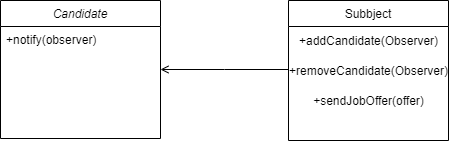 Candidate
+notify(observer)
Subbject
+addCandidate(Observer)
+removeCandidate(Observer)
+sendJobOffer(offer)